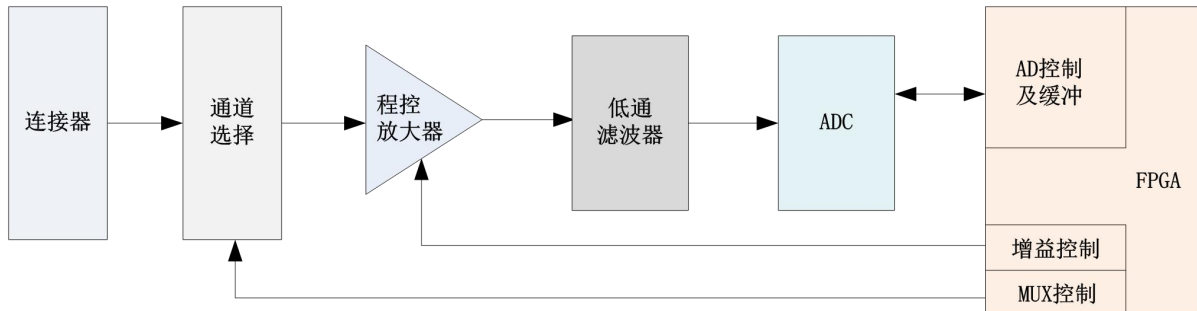 连接器
通道
选择
程控
放大器
低通
滤波器
ADC
AD控制
及缓冲
FPGA
增益控制
MUX控制